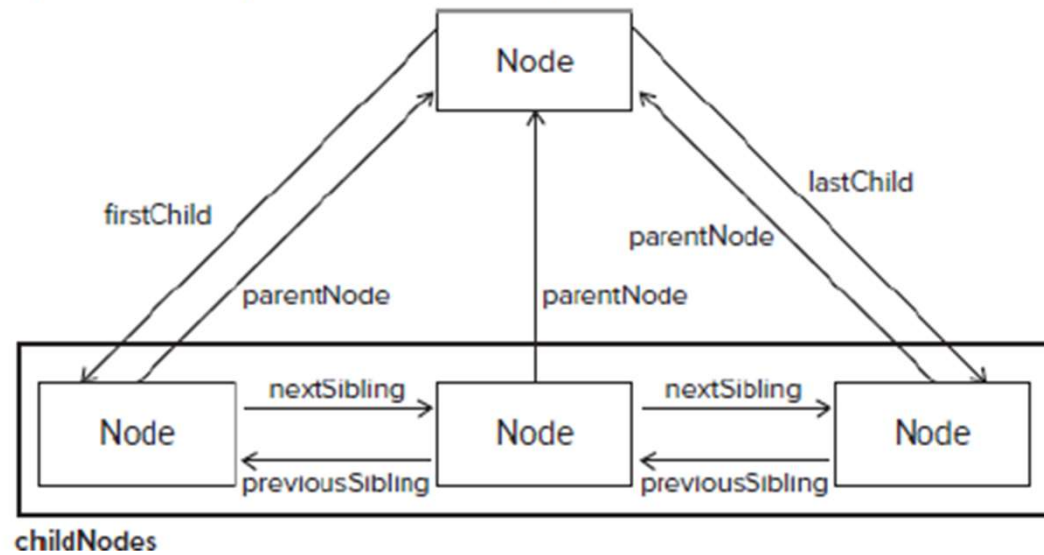 Node
lastChild
firstChild
parentNode
parentNode
parentNode
nextSibling
nextSibling
Node
Node
Node
previousSibling
previousSibling
childNodes